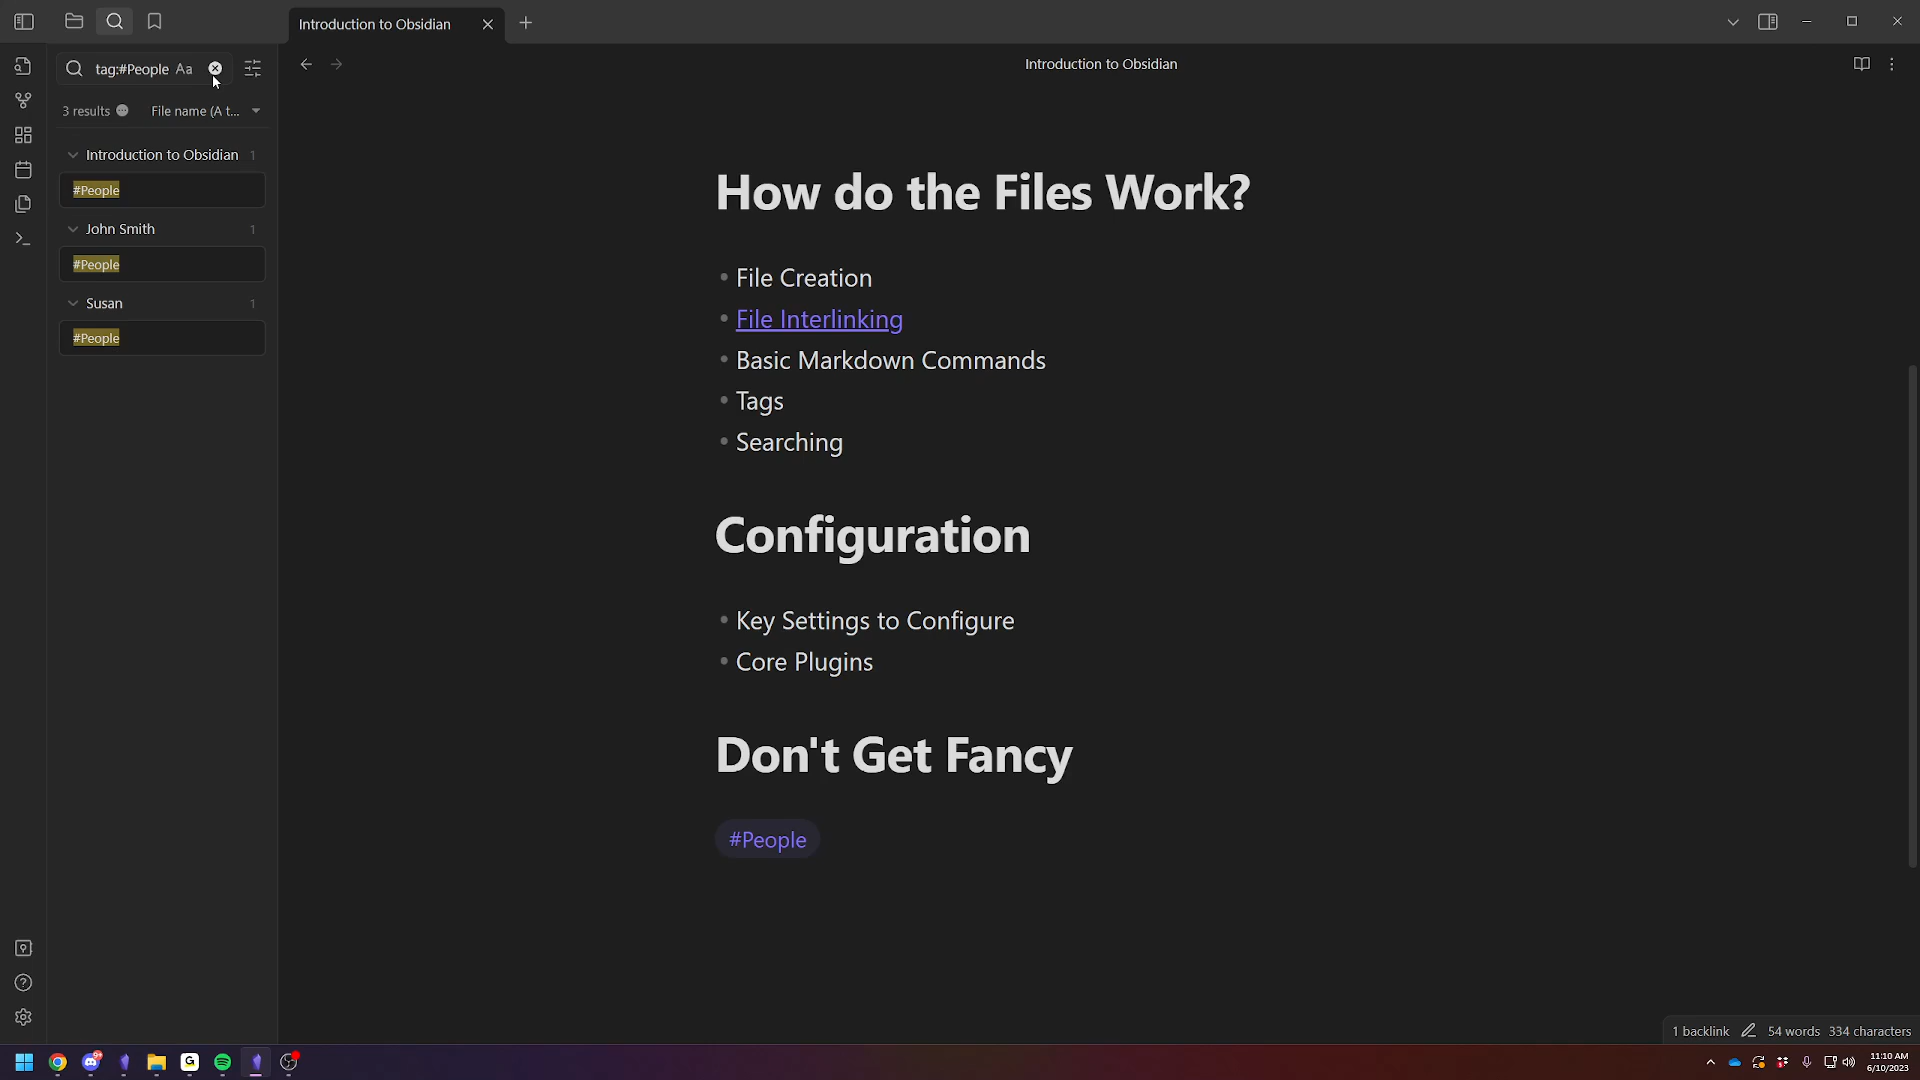 Introduction to Obsidian
tag:#People Aa
Introduction to Obsidian
3 results
File name (A t...
Introduction to Obsidian 1
#People
John Smith 1
#People
Susan 1
#People
How do the Files Work?
• File Creation
• File Interlinking
• Basic Markdown Commands
• Tags
• Searching
Configuration
• Key Settings to Configure
• Core Plugins
Don't Get Fancy
#People
1 backlink 54 words 334 characters
11:10 AM
6/10/2023